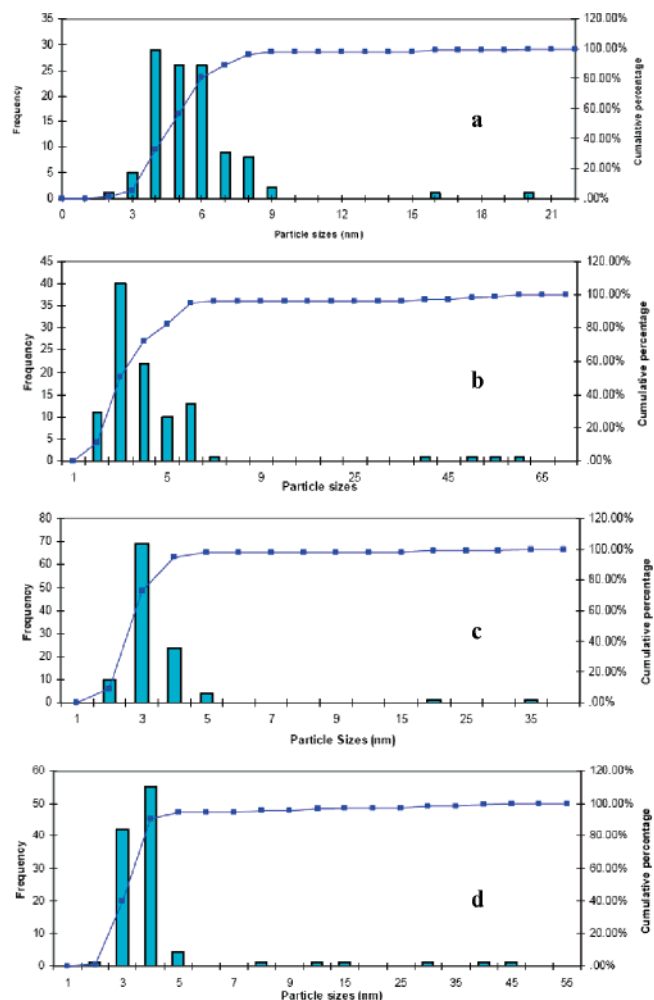 35 120.00%
30 100.00%
25 80.00%
20 60.00%
15 40.00%
10 20.00%
5 .00%
0
Frequency
Cumulative percentage
a
0 3 6 9 12 15 18 21
Particle sizes (nm)
45 120.00%
40 100.00%
35 80.00%
30 60.00%
25 40.00%
20 20.00%
15 .00%
10
5
0
Frequency
Cumulative percentage
b
1 5 9 25 45 65
Particle sizes
80 120.00%
70 100.00%
60 80.00%
50 60.00%
40 40.00%
30 20.00%
20 .00%
10
0
Frequency
Cumulative percentage
c
1 3 5 7 9 15 25 35
Particle Sizes (nm)
60 120.00%
50 100.00%
40 80.00%
30 60.00%
20 40.00%
10 20.00%
0 .00%
Frequency
Cumulative percentage
d
1 3 5 7 9 15 25 35 45 56
Particle sizes (nm)